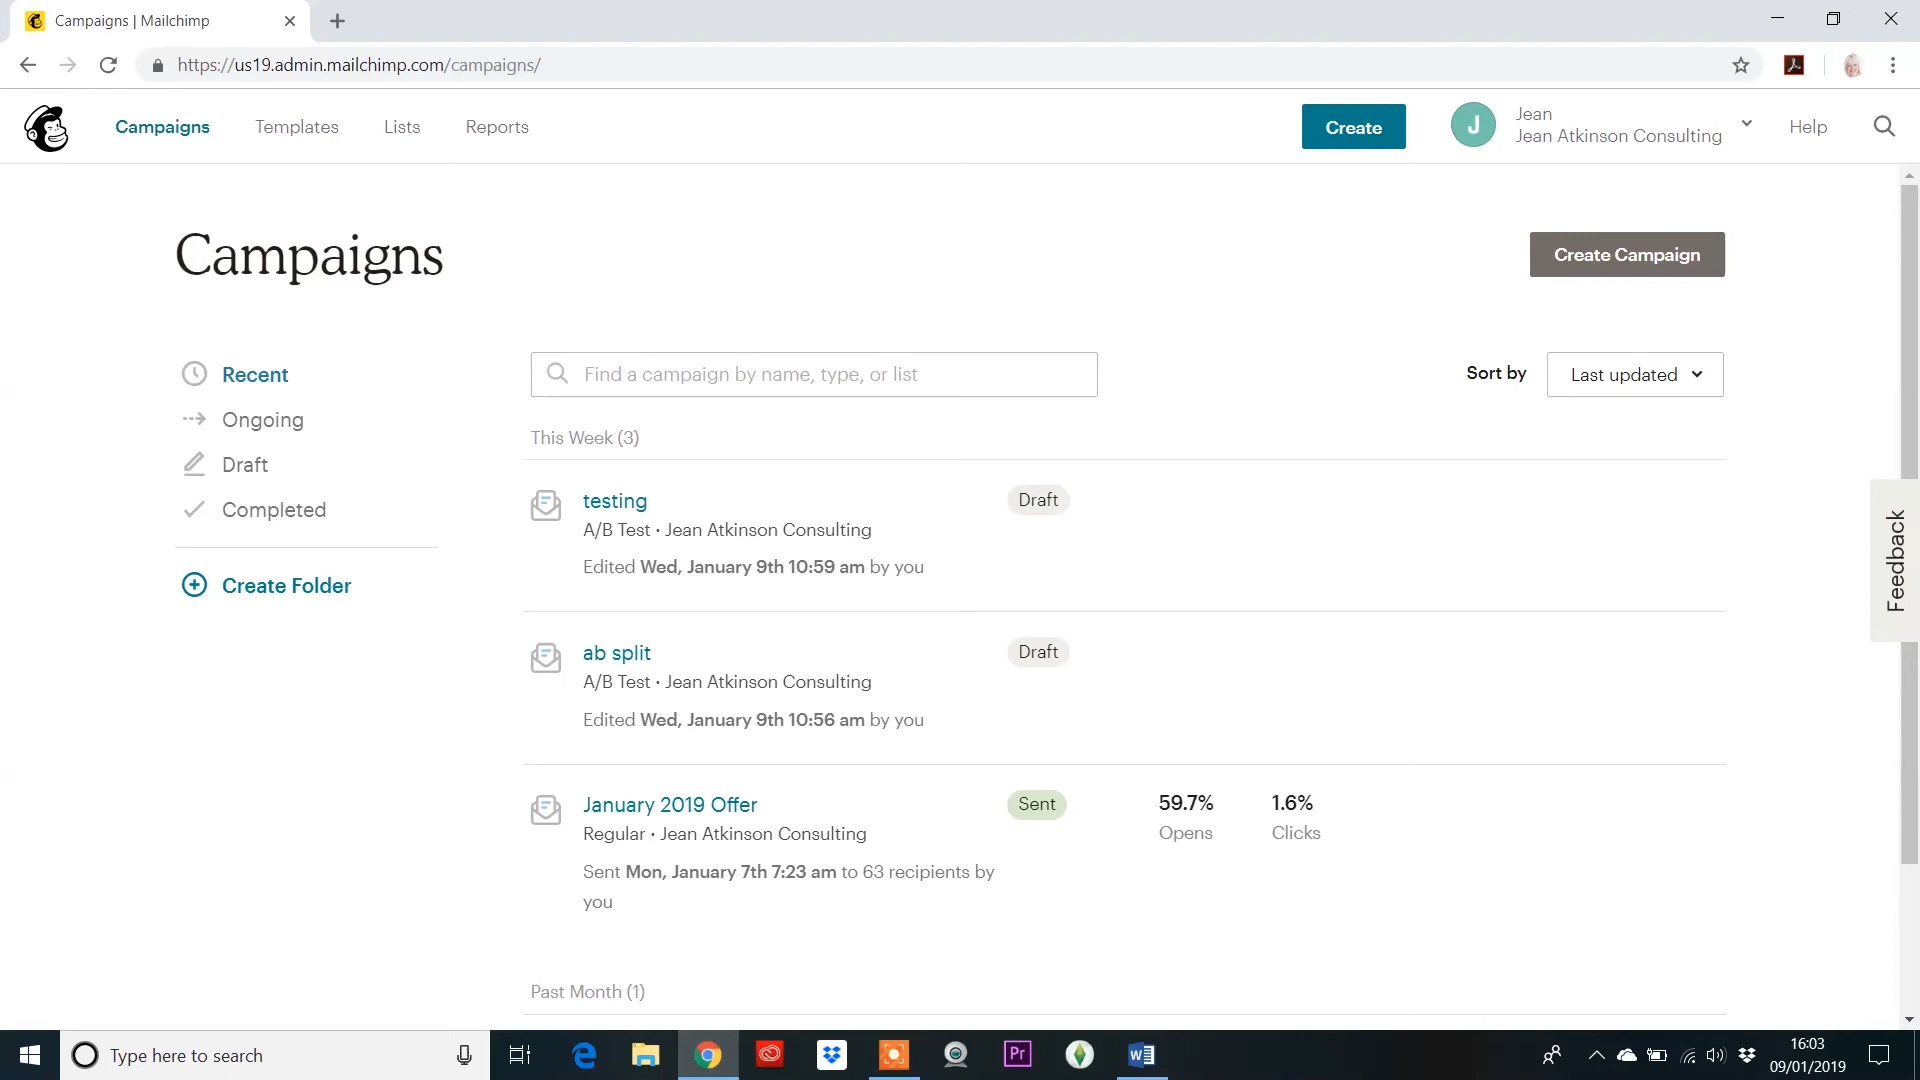 Campaigns | Mailchimp
https://us19.admin.mailchimp.com/campaigns/
Campaigns
Templates
Lists
Reports
Create
J
Jean
Jean Atkinson Consulting
Help
Campaigns
Create Campaign
Recent
Ongoing
Draft
Completed
Create Folder
Find a campaign by name, type, or list
Sort by
Last updated
This Week (3)
testing
Draft
A/B Test • Jean Atkinson Consulting
Edited Wed, January 9th 10:59 am by you
ab split
Draft
A/B Test • Jean Atkinson Consulting
Edited Wed, January 9th 10:56 am by you
January 2019 Offer
Sent
59.7%
Opens
1.6%
Clicks
Regular • Jean Atkinson Consulting
Sent Mon, January 7th 7:23 am to 63 recipients by
you
Past Month (1)
Feedback
Type here to search
Pr
16:03
09/01/2019